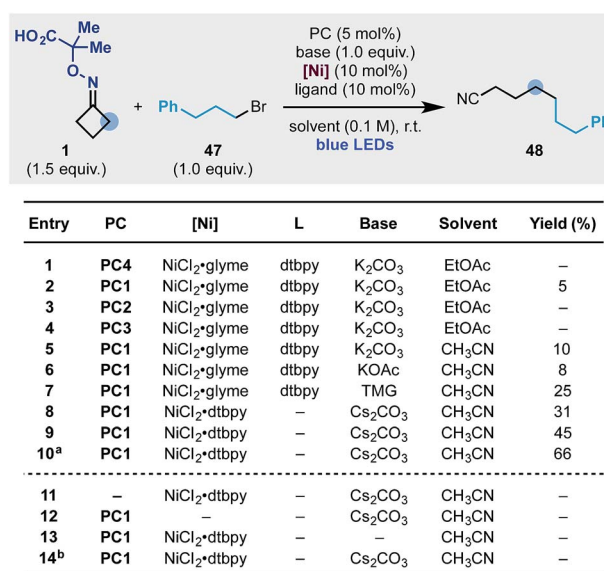 HO₂C Me
Me
O
N
+
Ph Br
PC (5 mol%)
base (1.0 equiv.)
[Ni] (10 mol%)
ligand (10 mol%)
solvent (0.1 M), r.t.
blue LEDs
NC
Ph
1 47 48
(1.5 equiv.) (1.0 equiv.)
Entry PC [Ni] L Base Solvent Yield (%)
1 PC4 NiCl₂•glyme dtbpy K₂CO₃ EtOAc –
2 PC1 NiCl₂•glyme dtbpy K₂CO₃ EtOAc 5
3 PC2 NiCl₂•glyme dtbpy K₂CO₃ EtOAc –
4 PC3 NiCl₂•glyme dtbpy K₂CO₃ EtOAc –
5 PC1 NiCl₂•glyme dtbpy K₂CO₃ CH₃CN 10
6 PC1 NiCl₂•glyme dtbpy KOAc CH₃CN 8
7 PC1 NiCl₂•glyme dtbpy TMG CH₃CN 25
8 PC1 NiCl₂•dtbpy – Cs₂CO₃ CH₃CN 31
9 PC1 NiCl₂•dtbpy – Cs₂CO₃ CH₃CN 45
10ᵃ PC1 NiCl₂•dtbpy – Cs₂CO₃ CH₃CN 66
11 – NiCl₂•dtbpy – Cs₂CO₃ CH₃CN –
12 PC1 – – Cs₂CO₃ CH₃CN –
13 PC1 NiCl₂•dtbpy – – CH₃CN –
14ᵇ PC1 NiCl₂•dtbpy – Cs₂CO₃ CH₃CN –